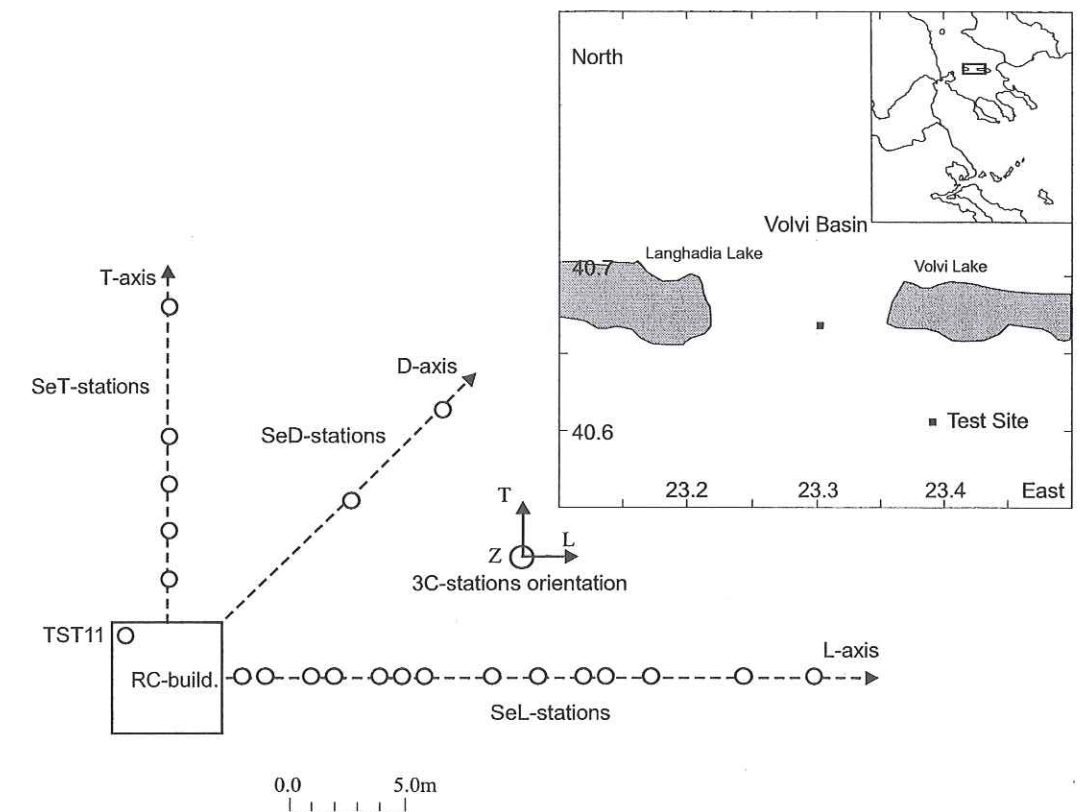 North
Volvi Basin
Langhadia Lake
Volvi Lake
40.7
T-axis
D-axis
SeT-stations
SeD-stations
40.6
Test Site
23.2
23.3
23.4
East
T
Z
L
3C-stations orientation
TST11
RC-build.
L-axis
SeL-stations
0.0
5.0m